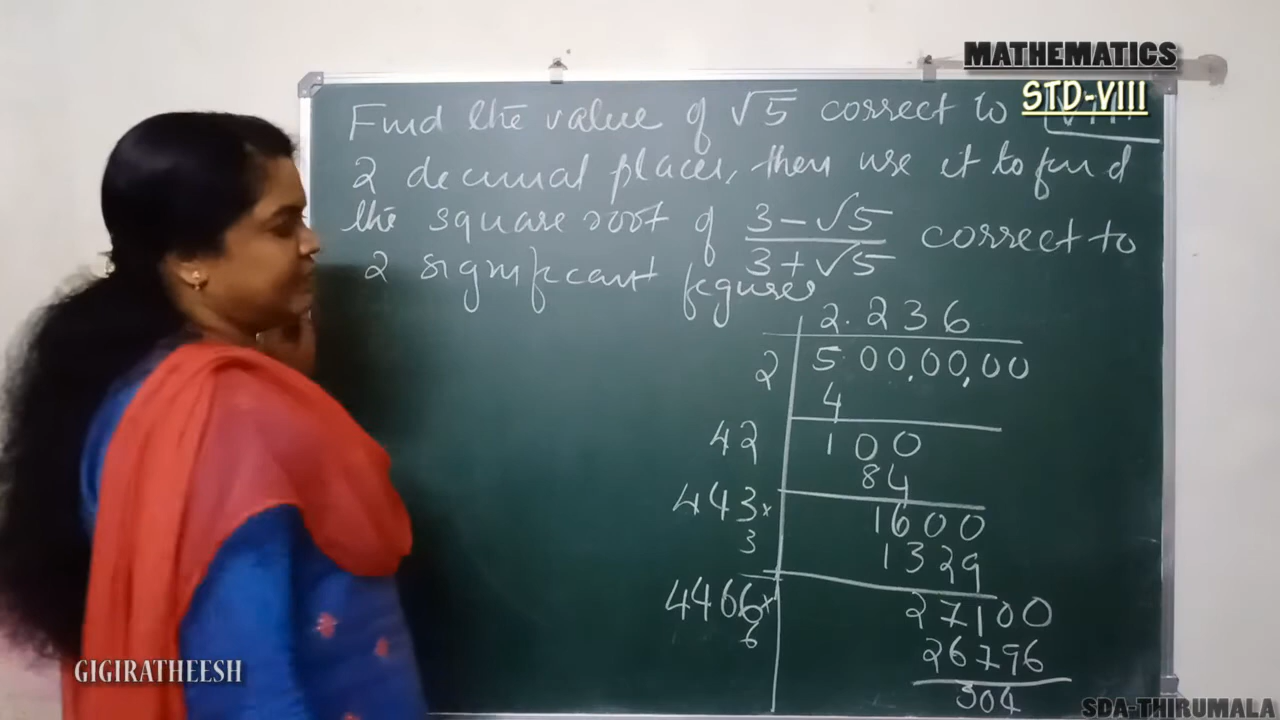 MATHEMATICS
STD-VIII
Find the value of √5 correct to
2 decimal places, then use it to find
the square root of (3 - √5)/(3 + √5) correct to
2 significant figures
2.236
2 5.00,00,00
4
42 100
84
443× 1600
3 1329
4466× 27100
6 26796
304
GIGIRATHEESH
SDA-THIRUMALA